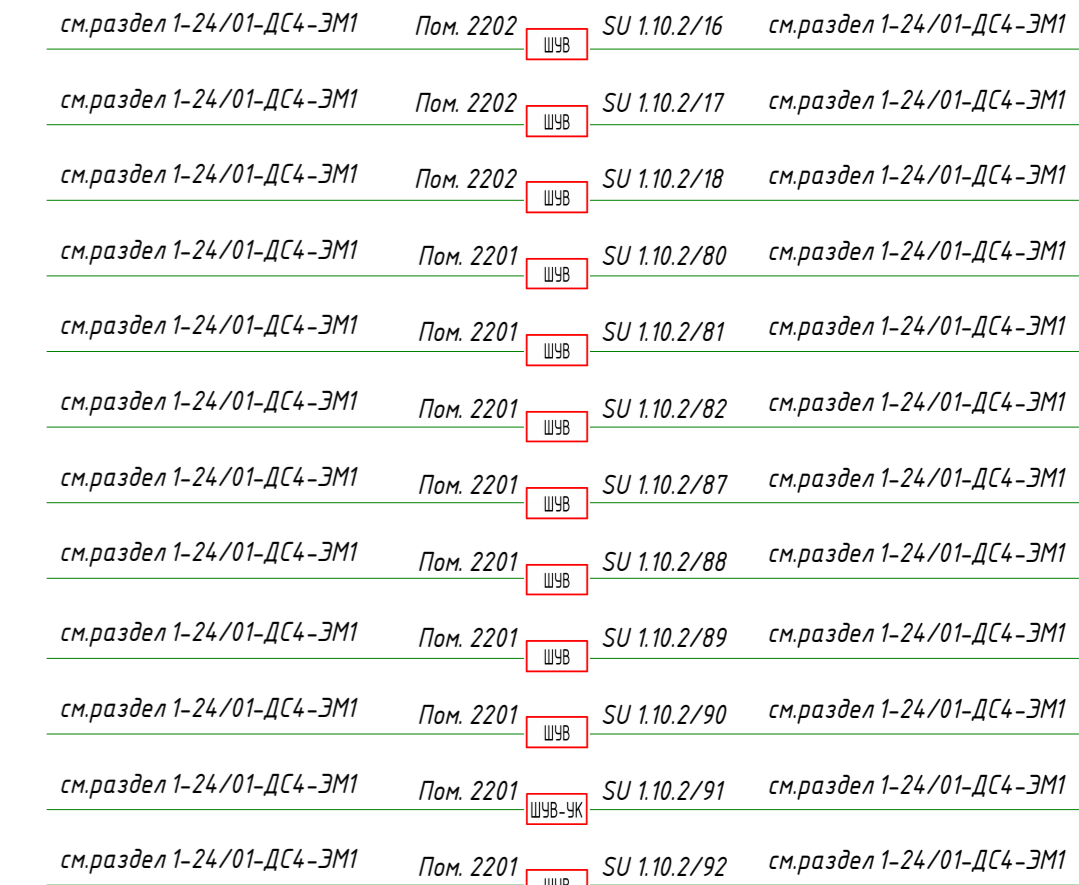 см.раздел 1-24/01-ДС4-ЭМ1 Пом. 2202 ШУВ SU 1.10.2/16 см.раздел 1-24/01-ДС4-ЭМ1
см.раздел 1-24/01-ДС4-ЭМ1 Пом. 2202 ШУВ SU 1.10.2/17 см.раздел 1-24/01-ДС4-ЭМ1
см.раздел 1-24/01-ДС4-ЭМ1 Пом. 2202 ШУВ SU 1.10.2/18 см.раздел 1-24/01-ДС4-ЭМ1
см.раздел 1-24/01-ДС4-ЭМ1 Пом. 2201 ШУВ SU 1.10.2/80 см.раздел 1-24/01-ДС4-ЭМ1
см.раздел 1-24/01-ДС4-ЭМ1 Пом. 2201 ШУВ SU 1.10.2/81 см.раздел 1-24/01-ДС4-ЭМ1
см.раздел 1-24/01-ДС4-ЭМ1 Пом. 2201 ШУВ SU 1.10.2/82 см.раздел 1-24/01-ДС4-ЭМ1
см.раздел 1-24/01-ДС4-ЭМ1 Пом. 2201 ШУВ SU 1.10.2/87 см.раздел 1-24/01-ДС4-ЭМ1
см.раздел 1-24/01-ДС4-ЭМ1 Пом. 2201 ШУВ SU 1.10.2/88 см.раздел 1-24/01-ДС4-ЭМ1
см.раздел 1-24/01-ДС4-ЭМ1 Пом. 2201 ШУВ SU 1.10.2/89 см.раздел 1-24/01-ДС4-ЭМ1
см.раздел 1-24/01-ДС4-ЭМ1 Пом. 2201 ШУВ SU 1.10.2/90 см.раздел 1-24/01-ДС4-ЭМ1
см.раздел 1-24/01-ДС4-ЭМ1 Пом. 2201 ШУВ-УК SU 1.10.2/91 см.раздел 1-24/01-ДС4-ЭМ1
см.раздел 1-24/01-ДС4-ЭМ1 Пом. 2201 SU 1.10.2/92 см.раздел 1-24/01-ДС4-ЭМ1